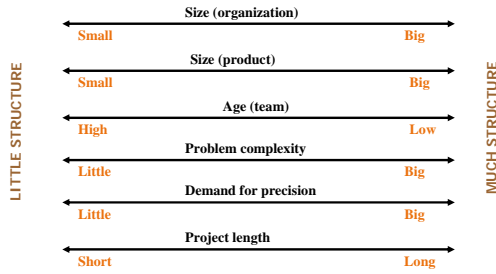 Size (organization)
Small Big
Size (product)
Small Big
Age (team)
High Low
Problem complexity
Little Big
Demand for precision
Little Big
Project length
Short Long
LITTLE STRUCTURE
MUCH STRUCTURE